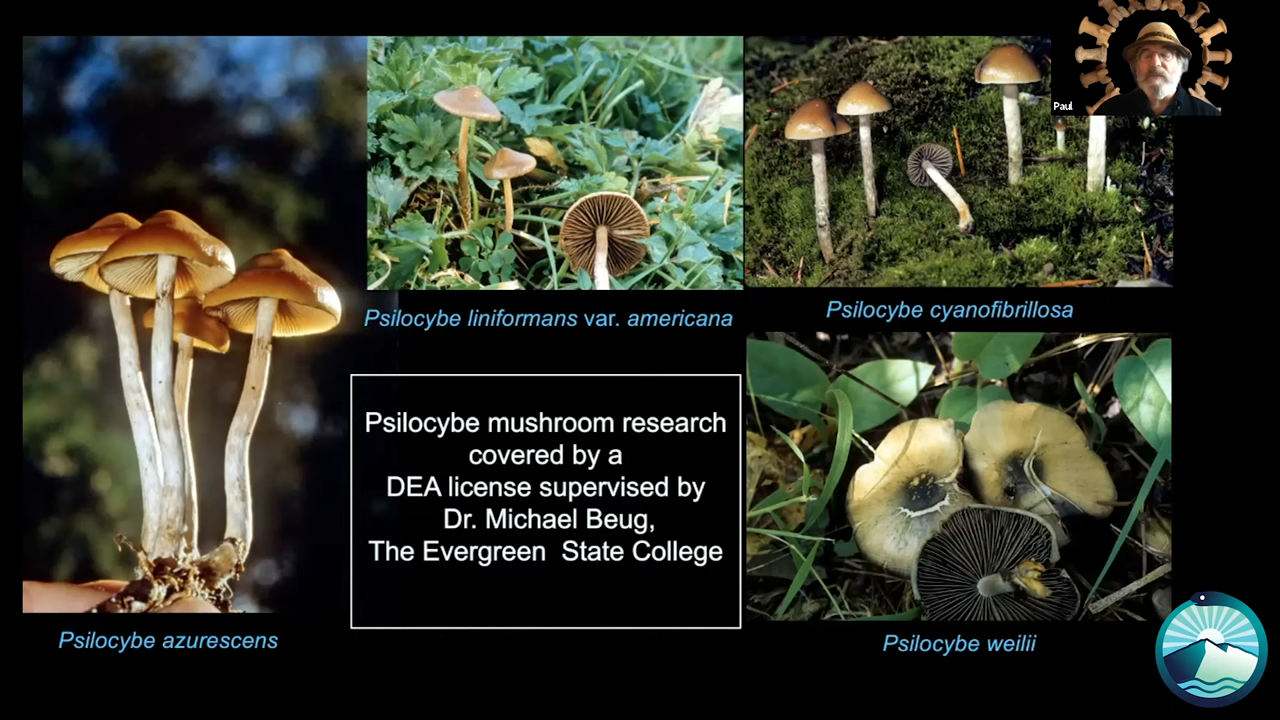 Paul
Psilocybe liniformans var. americana
Psilocybe cyanofibrillosa
Psilocybe mushroom research
covered by a
DEA license supervised by
Dr. Michael Beug,
The Evergreen State College
Psilocybe azurescens
Psilocybe weilii